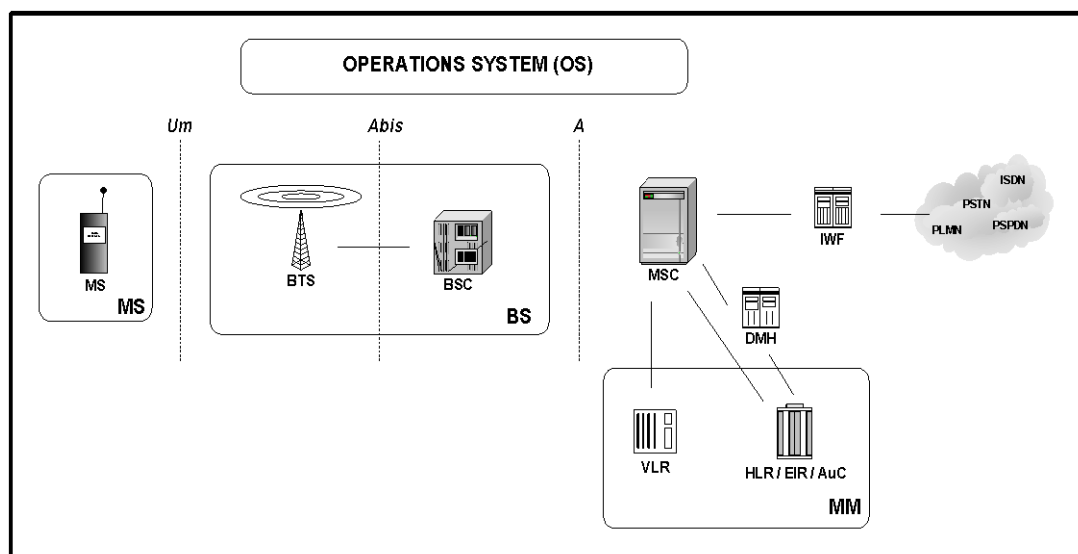 OPERATIONS SYSTEM (OS)
Um
Abis
A
MS
MS
BTS
BSC
BS
MSC
IWF
ISDN
PSTN
PLMN
PSPDN
DMH
VLR
HLR / EIR / AuC
MM